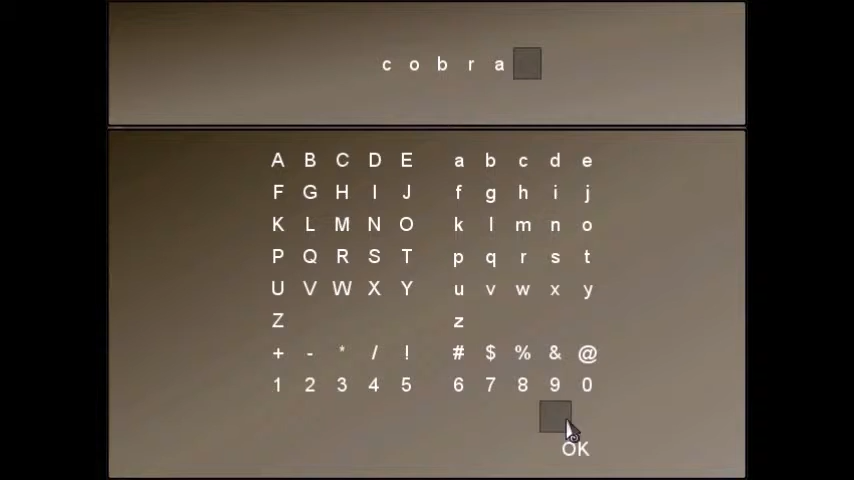 c o b r a
A B C D E a b c d e
F G H I J f g h i j
K L M N O k l m n o
P Q R S T p q r s t
U V W X Y u v w x y
Z z
+ - * / ! # $ % & @
1 2 3 4 5 6 7 8 9 0
OK